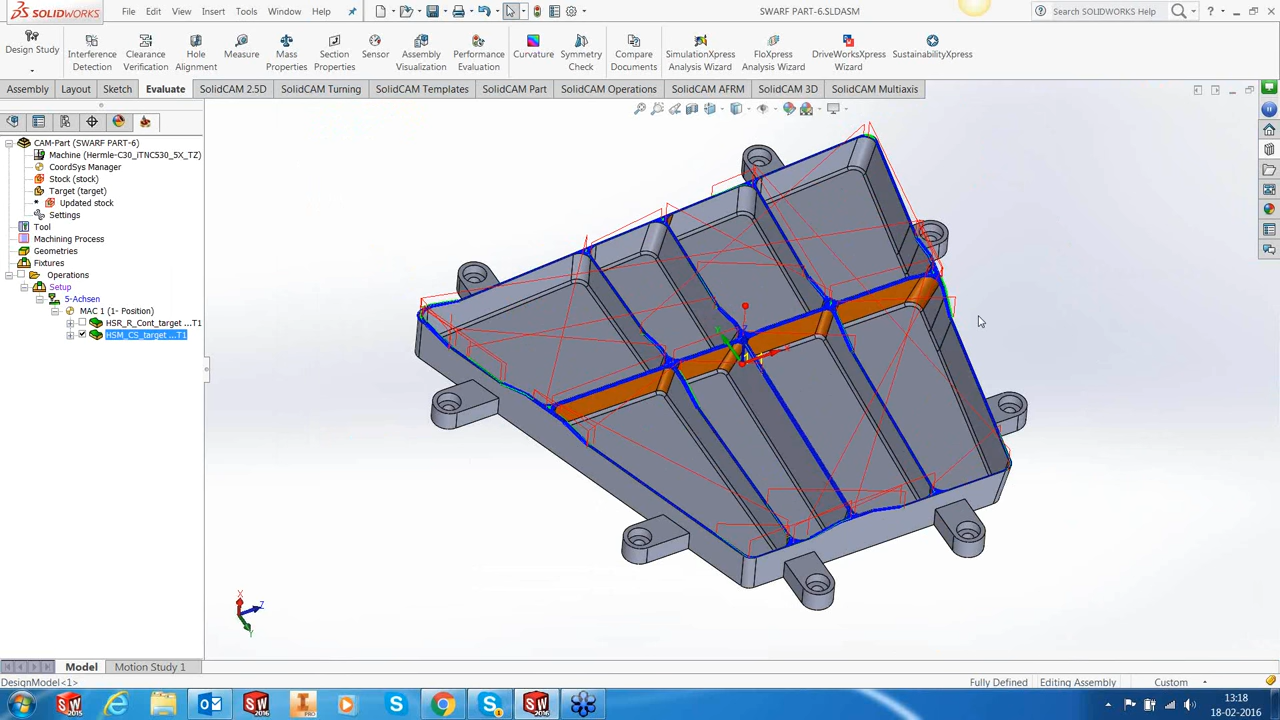 SOLIDWORKS File Edit View Insert Tools Window Help SWARF PART-6.SLDASM Search SOLIDWORKS Help
Design Study Interference Detection Clearance Verification Hole Alignment Measure Mass Properties Section Properties Sensor Assembly Visualization Performance Evaluation Curvature Symmetry Check Compare Documents SimulationXpress Analysis Wizard FloXpress Analysis Wizard DriveWorksXpress Wizard SustainabilityXpress
Assembly Layout Sketch Evaluate SolidCAM 2.5D SolidCAM Turning SolidCAM Templates SolidCAM Part SolidCAM Operations SolidCAM AFRM SolidCAM 3D SolidCAM Multiaxis
CAM-Part (SWARF PART-6)
Machine (Hermle-C30_iTNC530_5X_TZ)
CoordSys Manager
Stock (stock)
Target (target)
* Updated stock
Settings
Tool
Machining Process
Geometries
Fixtures
Operations
Setup
5-Achsen
MAC 1 (1- Position)
HSR_R_Cont_target ...T1
HSM_CS_target ...T1
X
Z
Y
Model Motion Study 1
DesignModel<1> Fully Defined Editing Assembly Custom
13:18
18-02-2016